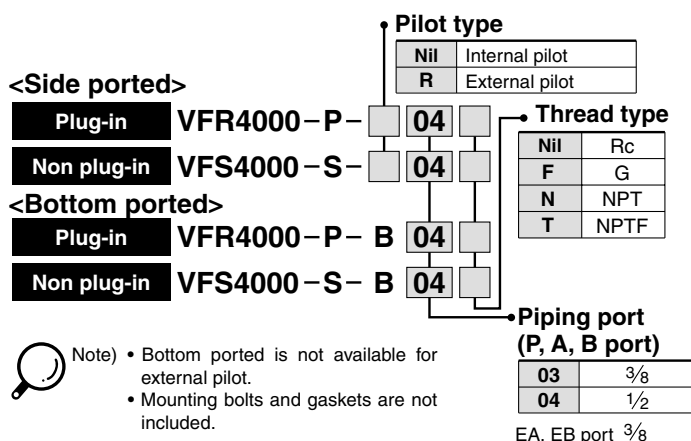 Pilot type
Nil Internal pilot
R External pilot
<Side ported>
Plug-in VFR4000-P- 04
Non plug-in VFS4000-S- 04
Thread type
Nil Rc
F G
N NPT
T NPTF
<Bottom ported>
Plug-in VFR4000-P- B 04
Non plug-in VFS4000-S- B 04
Piping port
(P, A, B port)
03 3/8
04 1/2
EA, EB port 3/8
Note) • Bottom ported is not available for
external pilot.
• Mounting bolts and gaskets are not
included.